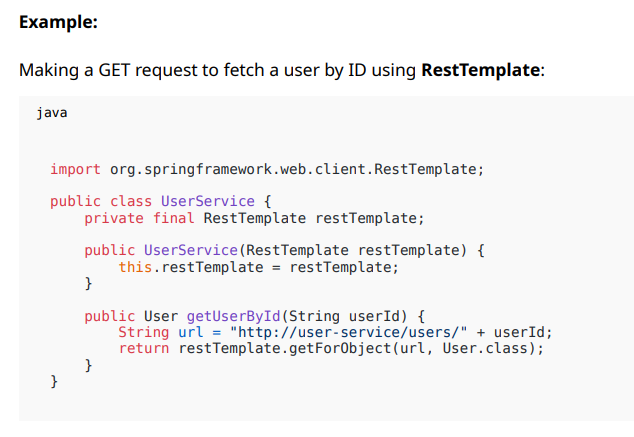 Example:
Making a GET request to fetch a user by ID using RestTemplate:
java
import org.springframework.web.client.RestTemplate;
public class UserService {
    private final RestTemplate restTemplate;
    public UserService(RestTemplate restTemplate) {
        this.restTemplate = restTemplate;
    }
    public User getUserById(String userId) {
        String url = "http://user-service/users/" + userId;
        return restTemplate.getForObject(url, User.class);
    }
}